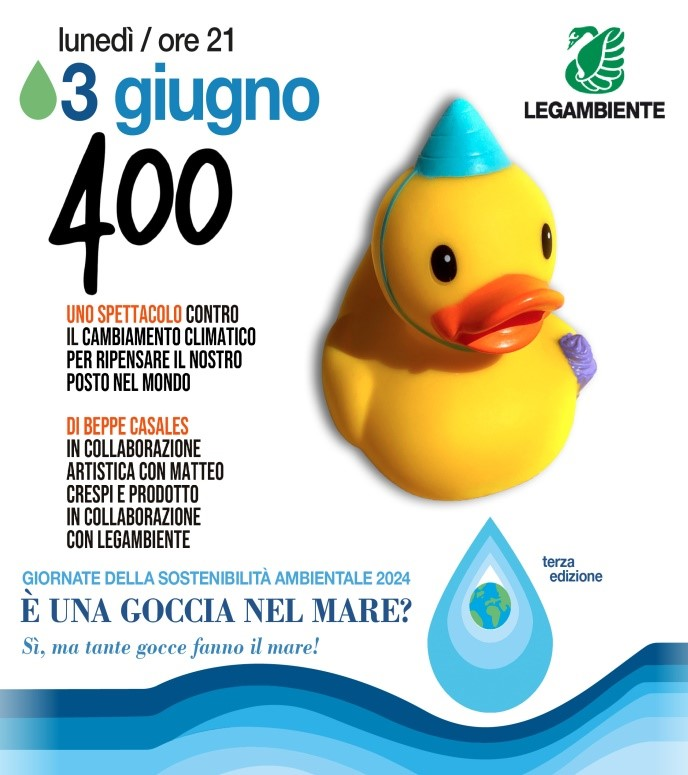 lunedì / ore 21
3 giugno
400
LEGAMBIENTE
UNO SPETTACOLO CONTRO
IL CAMBIAMENTO CLIMATICO
PER RIPENSARE IL NOSTRO
POSTO NEL MONDO
DI BEPPE CASALES
IN COLLABORAZIONE
ARTISTICA CON MATTEO
CRESPI E PRODOTTO
IN COLLABORAZIONE
CON LEGAMBIENTE
GIORNATE DELLA SOSTENIBILITÀ AMBIENTALE 2024
È UNA GOCCIA NEL MARE?
Sì, ma tante gocce fanno il mare!
terza
edizione